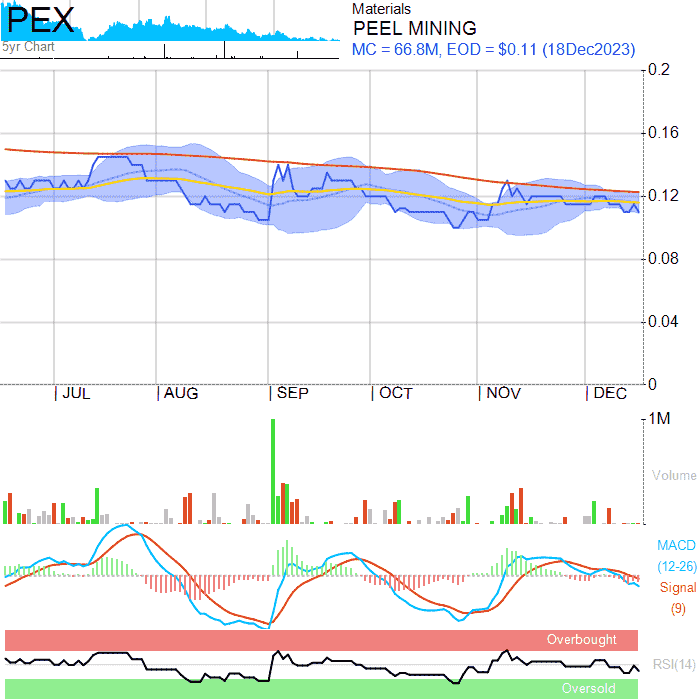 PEX
5yr Chart
Materials
PEEL MINING
MC = 66.8M, EOD = $0.11 (18Dec2023)
0.2
0.16
0.12
0.08
0.04
0
JUL AUG SEP OCT NOV DEC
1M
Volume
MACD
(12-26)
Signal
(9)
Overbought
RSI(14)
Oversold